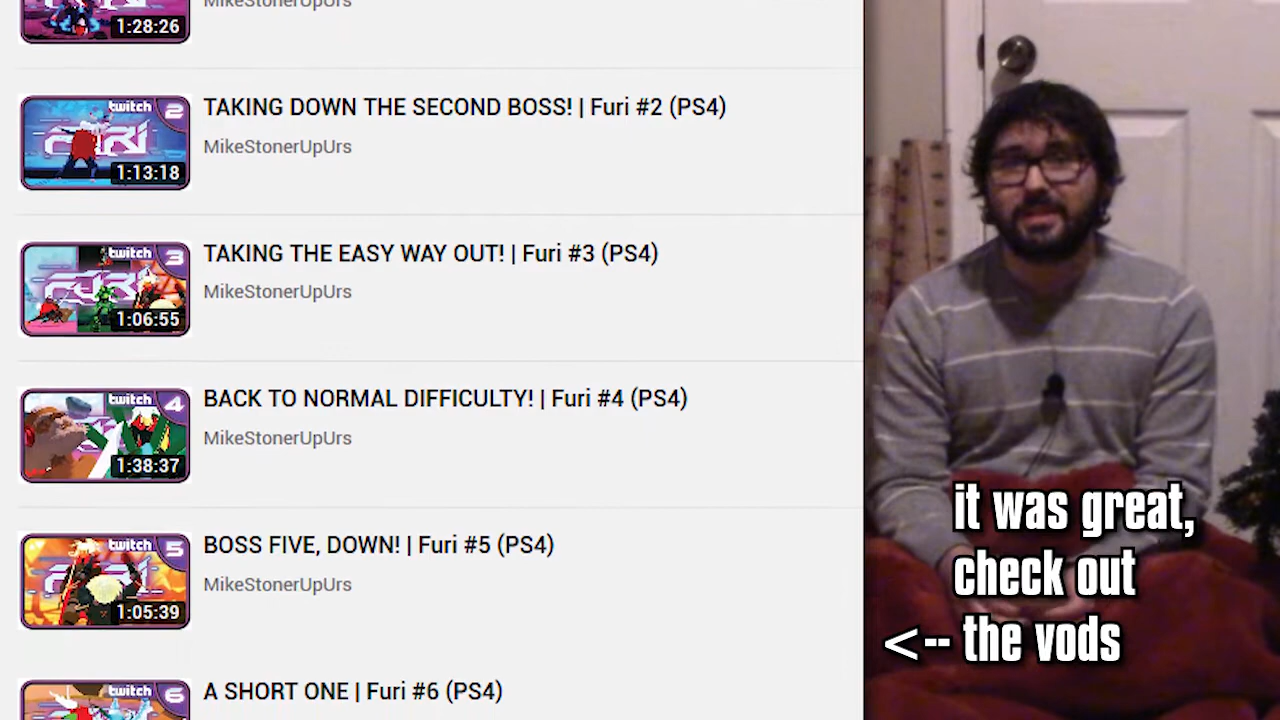 MikeStonerUpUrs
1:28:26
twitch 2
FURI
1:13:18
TAKING DOWN THE SECOND BOSS! | Furi #2 (PS4)
MikeStonerUpUrs
twitch 3
FURI
1:06:55
TAKING THE EASY WAY OUT! | Furi #3 (PS4)
MikeStonerUpUrs
twitch 4
1:38:37
BACK TO NORMAL DIFFICULTY! | Furi #4 (PS4)
MikeStonerUpUrs
twitch 5
1:05:39
BOSS FIVE, DOWN! | Furi #5 (PS4)
MikeStonerUpUrs
twitch 6
A SHORT ONE | Furi #6 (PS4)
it was great,
check out
<-- the vods